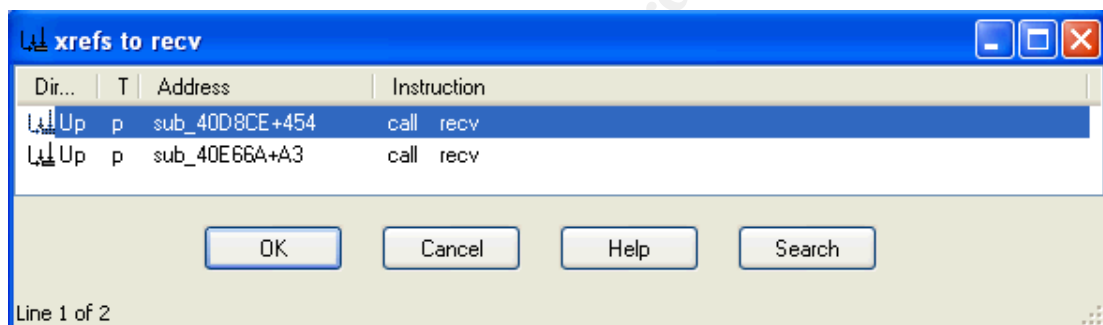 xrefs to recv
Dir... T Address Instruction
Up p sub_40D8CE+454 call recv
Up p sub_40E66A+A3 call recv
OK Cancel Help Search
Line 1 of 2